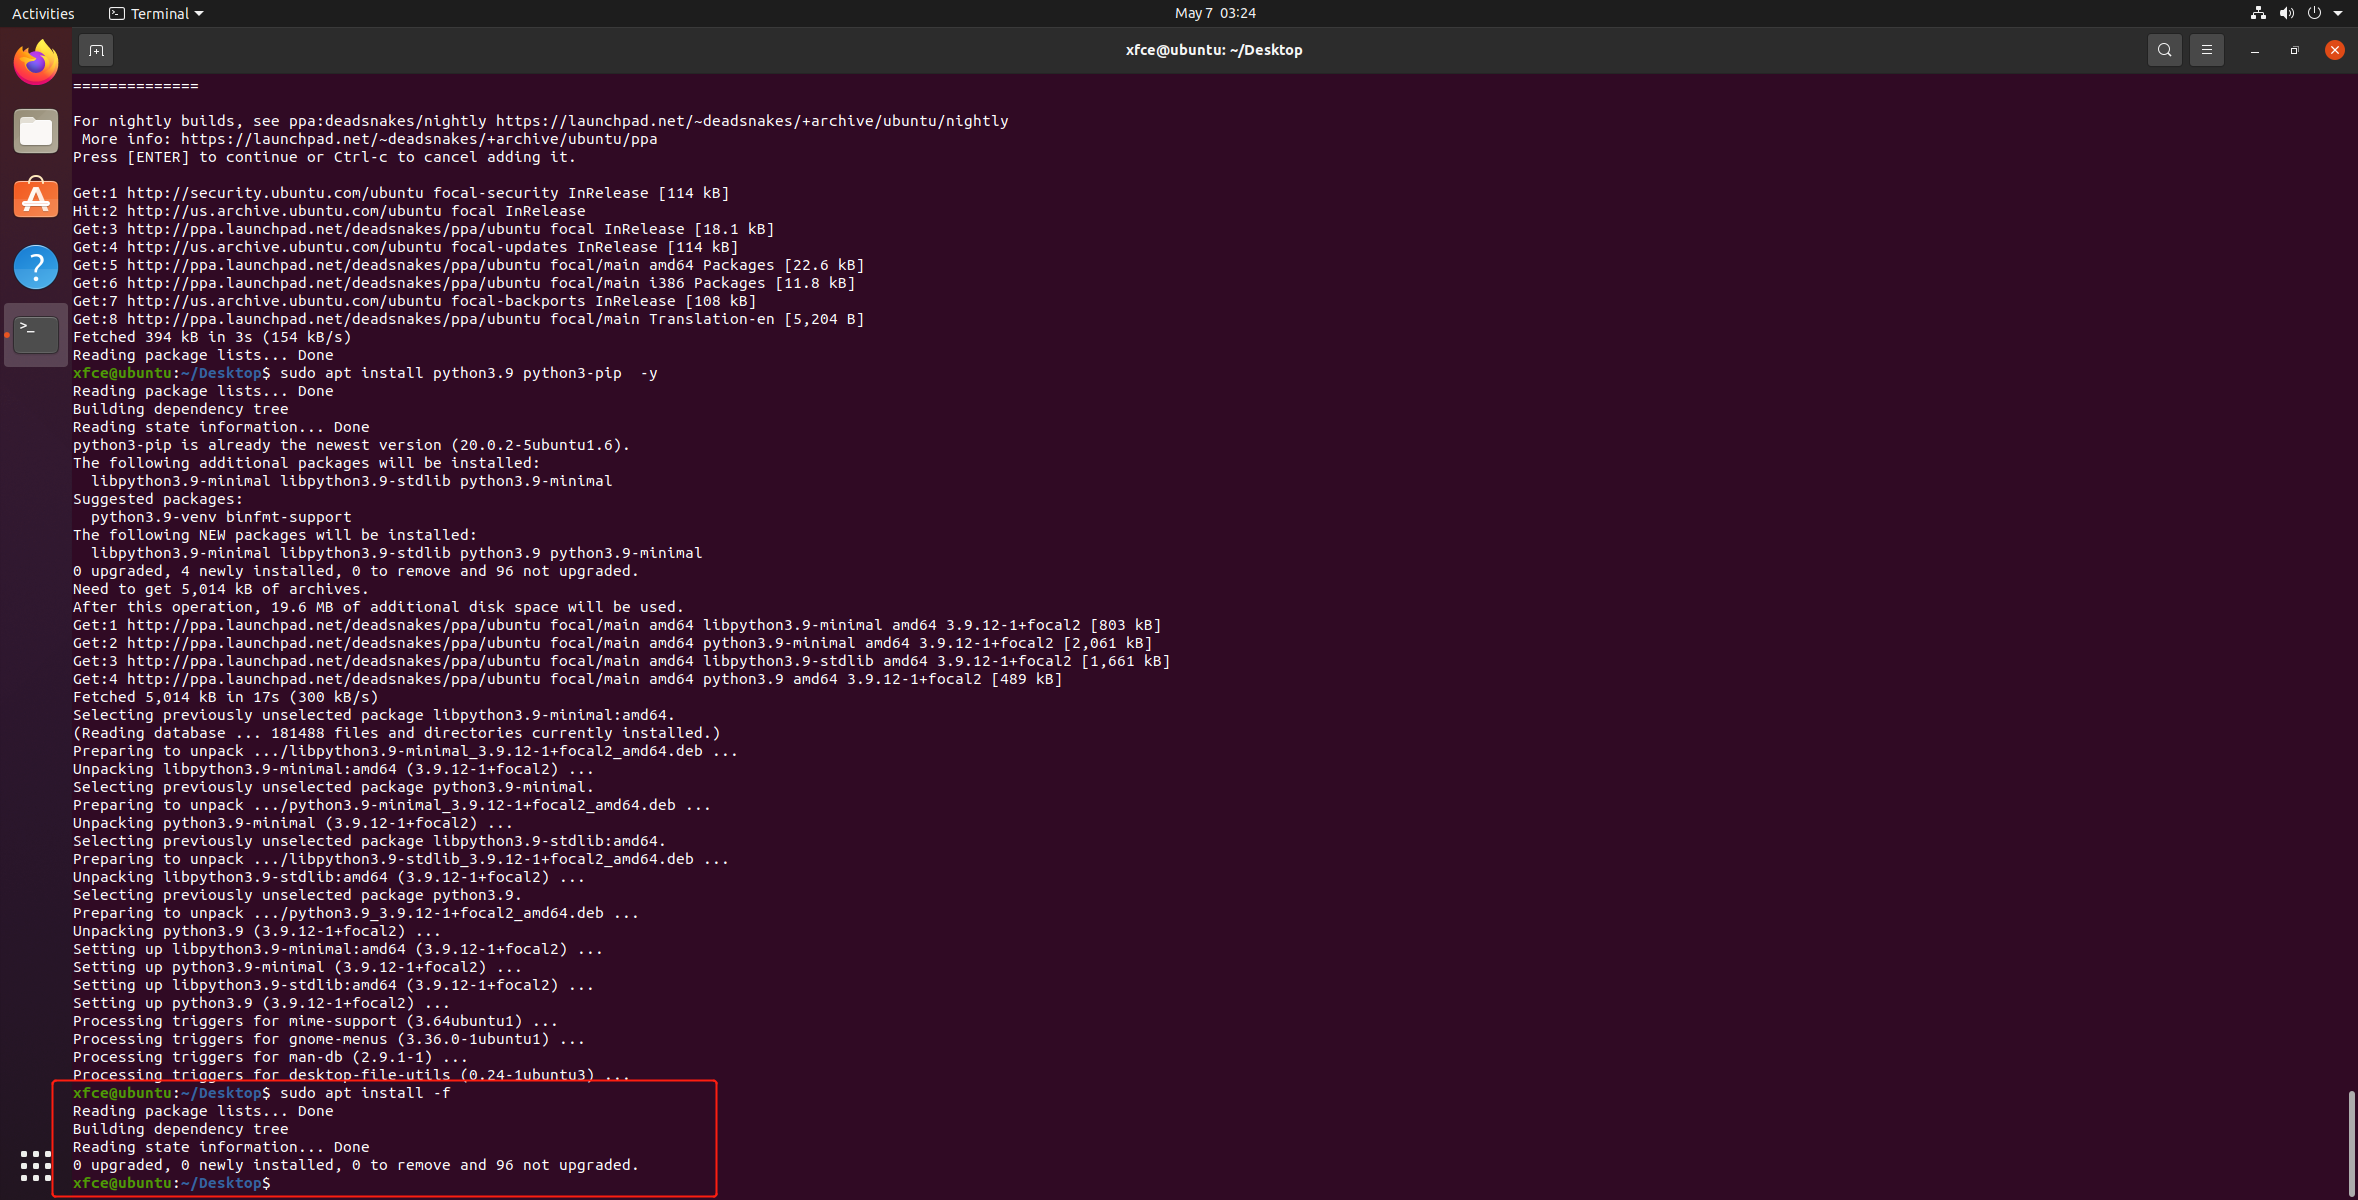 Activities
Terminal
May 7 03:24
xfce@ubuntu: ~/Desktop
==============
For nightly builds, see ppa:deadsnakes/nightly https://launchpad.net/~deadsnakes/+archive/ubuntu/nightly
More info: https://launchpad.net/~deadsnakes/+archive/ubuntu/ppa
Press [ENTER] to continue or Ctrl-c to cancel adding it.
Get:1 http://security.ubuntu.com/ubuntu focal-security InRelease [114 kB]
Hit:2 http://us.archive.ubuntu.com/ubuntu focal InRelease
Get:3 http://ppa.launchpad.net/deadsnakes/ppa/ubuntu focal InRelease [18.1 kB]
Get:4 http://us.archive.ubuntu.com/ubuntu focal-updates InRelease [114 kB]
Get:5 http://ppa.launchpad.net/deadsnakes/ppa/ubuntu focal/main amd64 Packages [22.6 kB]
Get:6 http://ppa.launchpad.net/deadsnakes/ppa/ubuntu focal/main i386 Packages [11.8 kB]
Get:7 http://us.archive.ubuntu.com/ubuntu focal-backports InRelease [108 kB]
Get:8 http://ppa.launchpad.net/deadsnakes/ppa/ubuntu focal/main Translation-en [5,204 B]
Fetched 394 kB in 3s (154 kB/s)
Reading package lists... Done
xfce@ubuntu:~/Desktop$ sudo apt install python3.9 python3-pip  -y
Reading package lists... Done
Building dependency tree
Reading state information... Done
python3-pip is already the newest version (20.0.2-5ubuntu1.6).
The following additional packages will be installed:
libpython3.9-minimal libpython3.9-stdlib python3.9-minimal
Suggested packages:
python3.9-venv binfmt-support
The following NEW packages will be installed:
libpython3.9-minimal libpython3.9-stdlib python3.9 python3.9-minimal
0 upgraded, 4 newly installed, 0 to remove and 96 not upgraded.
Need to get 5,014 kB of archives.
After this operation, 19.6 MB of additional disk space will be used.
Get:1 http://ppa.launchpad.net/deadsnakes/ppa/ubuntu focal/main amd64 libpython3.9-minimal amd64 3.9.12-1+focal2 [803 kB]
Get:2 http://ppa.launchpad.net/deadsnakes/ppa/ubuntu focal/main amd64 python3.9-minimal amd64 3.9.12-1+focal2 [2,061 kB]
Get:3 http://ppa.launchpad.net/deadsnakes/ppa/ubuntu focal/main amd64 libpython3.9-stdlib amd64 3.9.12-1+focal2 [1,661 kB]
Get:4 http://ppa.launchpad.net/deadsnakes/ppa/ubuntu focal/main amd64 python3.9 amd64 3.9.12-1+focal2 [489 kB]
Fetched 5,014 kB in 17s (300 kB/s)
Selecting previously unselected package libpython3.9-minimal:amd64.
(Reading database ... 181488 files and directories currently installed.)
Preparing to unpack .../libpython3.9-minimal_3.9.12-1+focal2_amd64.deb ...
Unpacking libpython3.9-minimal:amd64 (3.9.12-1+focal2) ...
Selecting previously unselected package python3.9-minimal.
Preparing to unpack .../python3.9-minimal_3.9.12-1+focal2_amd64.deb ...
Unpacking python3.9-minimal (3.9.12-1+focal2) ...
Selecting previously unselected package libpython3.9-stdlib:amd64.
Preparing to unpack .../libpython3.9-stdlib_3.9.12-1+focal2_amd64.deb ...
Unpacking libpython3.9-stdlib:amd64 (3.9.12-1+focal2) ...
Selecting previously unselected package python3.9.
Preparing to unpack .../python3.9_3.9.12-1+focal2_amd64.deb ...
Unpacking python3.9 (3.9.12-1+focal2) ...
Setting up libpython3.9-minimal:amd64 (3.9.12-1+focal2) ...
Setting up python3.9-minimal (3.9.12-1+focal2) ...
Setting up libpython3.9-stdlib:amd64 (3.9.12-1+focal2) ...
Setting up python3.9 (3.9.12-1+focal2) ...
Processing triggers for mime-support (3.64ubuntu1) ...
Processing triggers for gnome-menus (3.36.0-1ubuntu1) ...
Processing triggers for man-db (2.9.1-1) ...
Processing triggers for desktop-file-utils (0.24-1ubuntu3) ...
xfce@ubuntu:~/Desktop$ sudo apt install -f
Reading package lists... Done
Building dependency tree
Reading state information... Done
0 upgraded, 0 newly installed, 0 to remove and 96 not upgraded.
xfce@ubuntu:~/Desktop$